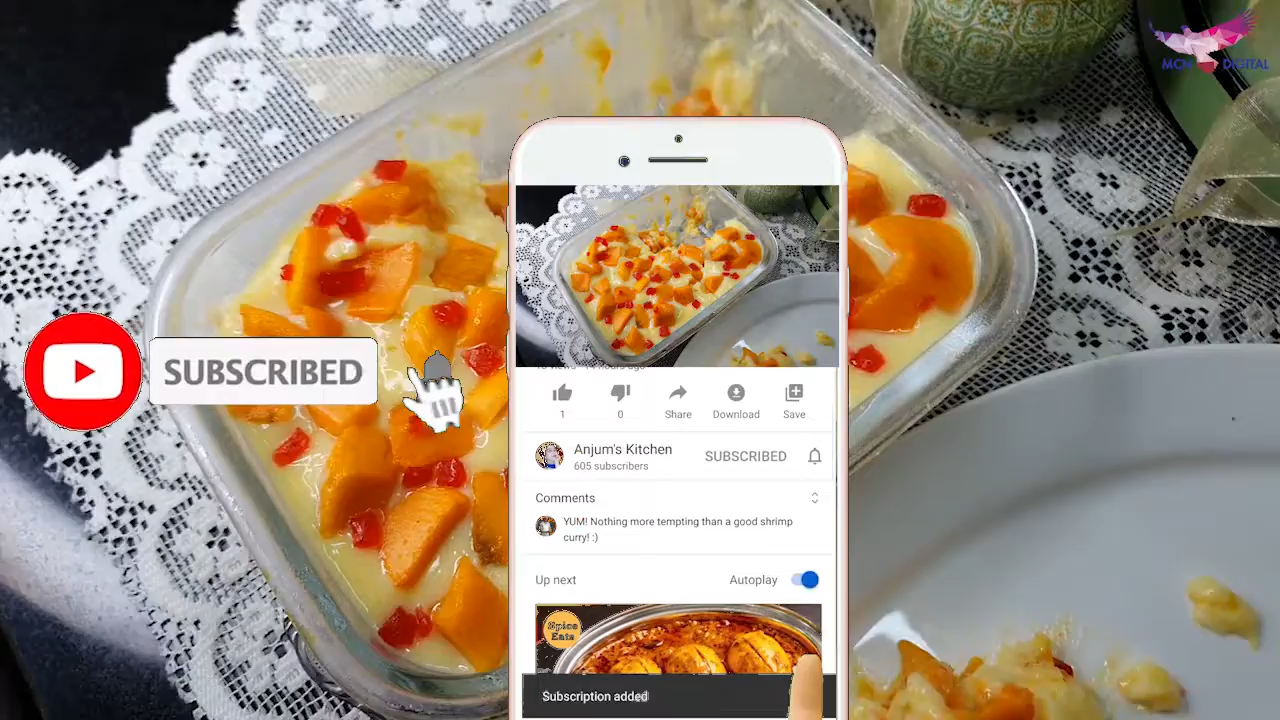 MCN DIGITAL
SUBSCRIBED
1
0
Share
Download
Save
Anjum's Kitchen
605 subscribers
SUBSCRIBED
Comments
YUM! Nothing more tempting than a good shrimp
curry! :)
Up next
Autoplay
Spice
Eats
Subscription added